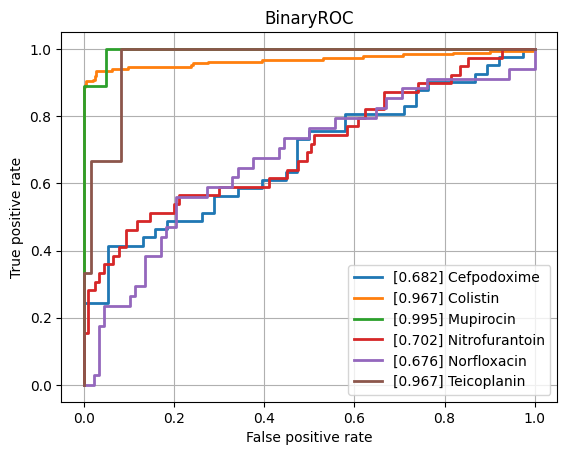 BinaryROC
True positive rate
1.0
0.8
0.6
0.4
0.2
0.0
[0.682] Cefpodoxime
[0.967] Colistin
[0.995] Mupirocin
[0.702] Nitrofurantoin
[0.676] Norfloxacin
[0.967] Teicoplanin
0.0 0.2 0.4 0.6 0.8 1.0
False positive rate